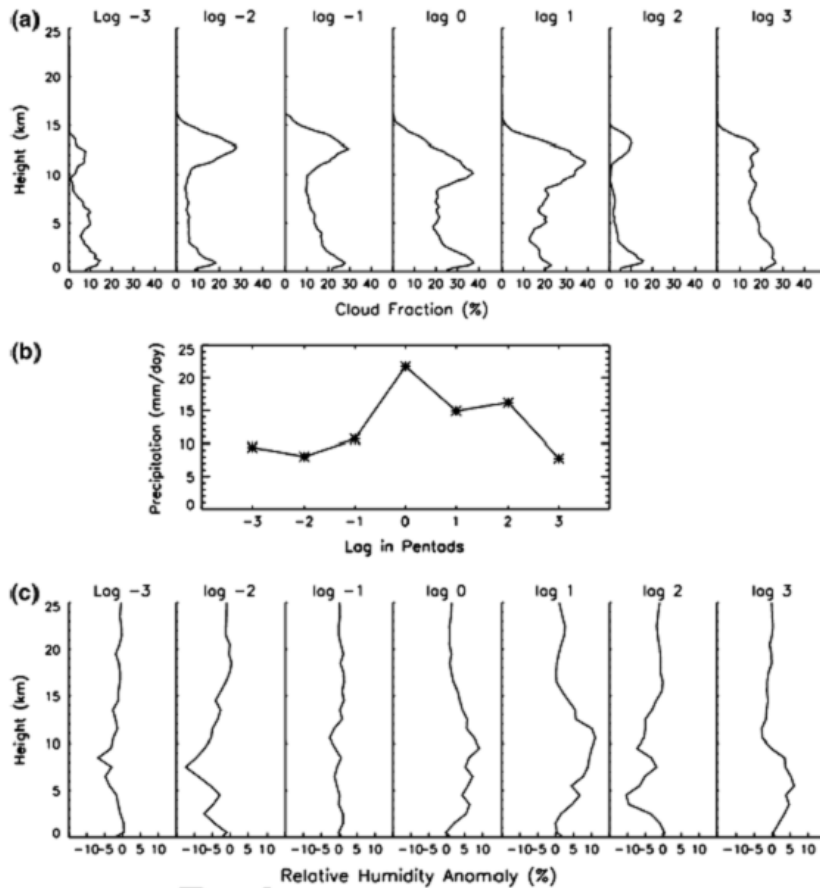 (a) Lag -3 lag -2 lag -1 lag 0 lag 1 lag 2 lag 3
25
20
15
10
5
0
Height (km)
0 10 20 30 40 0 10 20 30 40 0 10 20 30 40 0 10 20 30 40 0 10 20 30 40 0 10 20 30 40 0 10 20 30 40
Cloud Fraction (%)
(b)
25
20
15
10
5
0
Precipitation (mm/day)
-3 -2 -1 0 1 2 3
Lag in Pentads
(c) Lag -3 lag -2 lag -1 lag 0 lag 1 lag 2 lag 3
25
20
15
10
5
0
Height (km)
-10-5 0 5 10 -10-5 0 5 10 -10-5 0 5 10 -10-5 0 5 10 -10-5 0 5 10 -10-5 0 5 10 -10-5 0 5 10
Relative Humidity Anomaly (%)